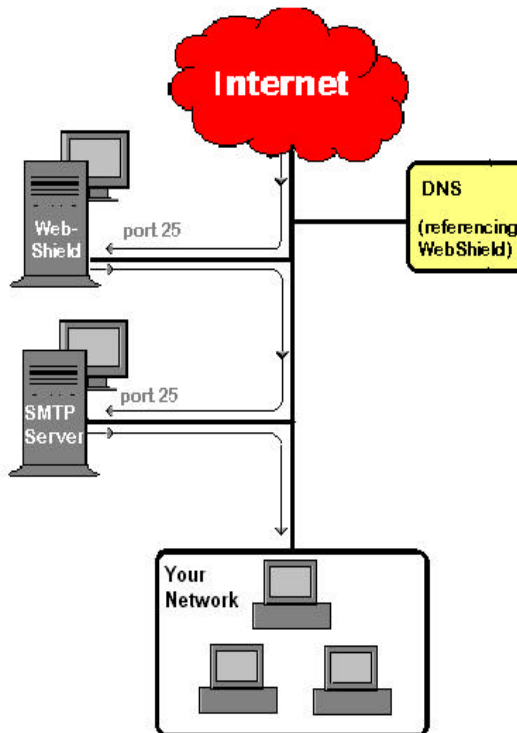 Internet
DNS
(referencing
WebShield)
Web-
Shield
port 25
port 25
SMTP
Server
Your
Network